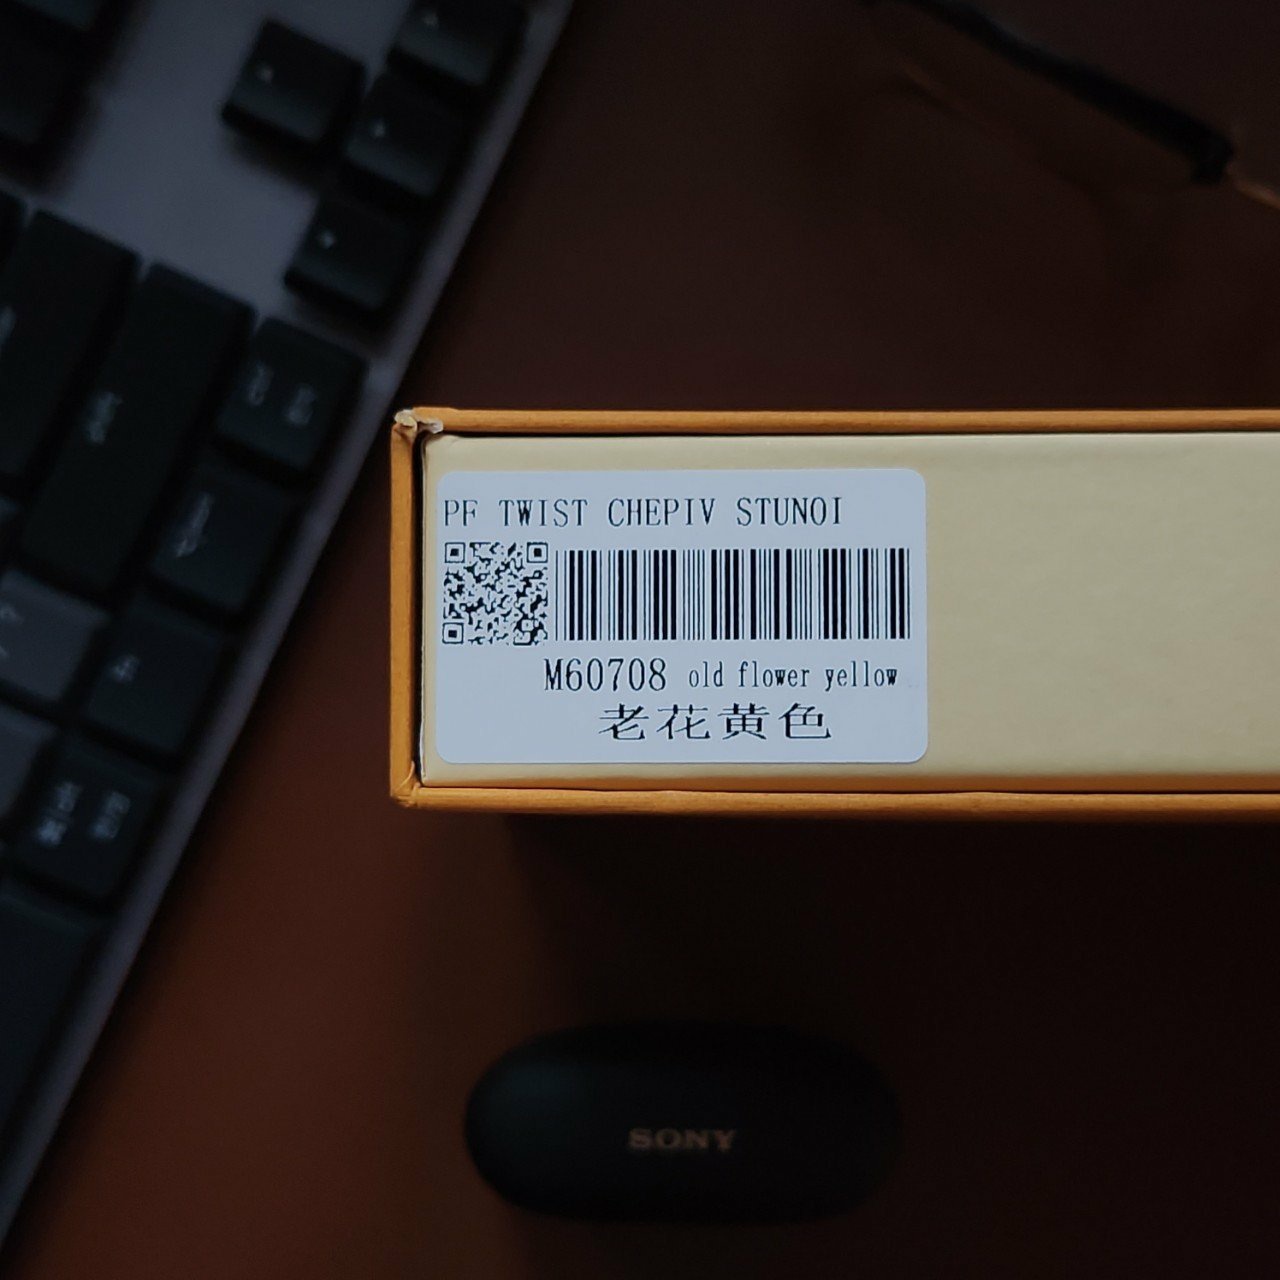 PF TWIST CHEPIV STUNOI
M60708 old flower yellow
老花黄色
SONY